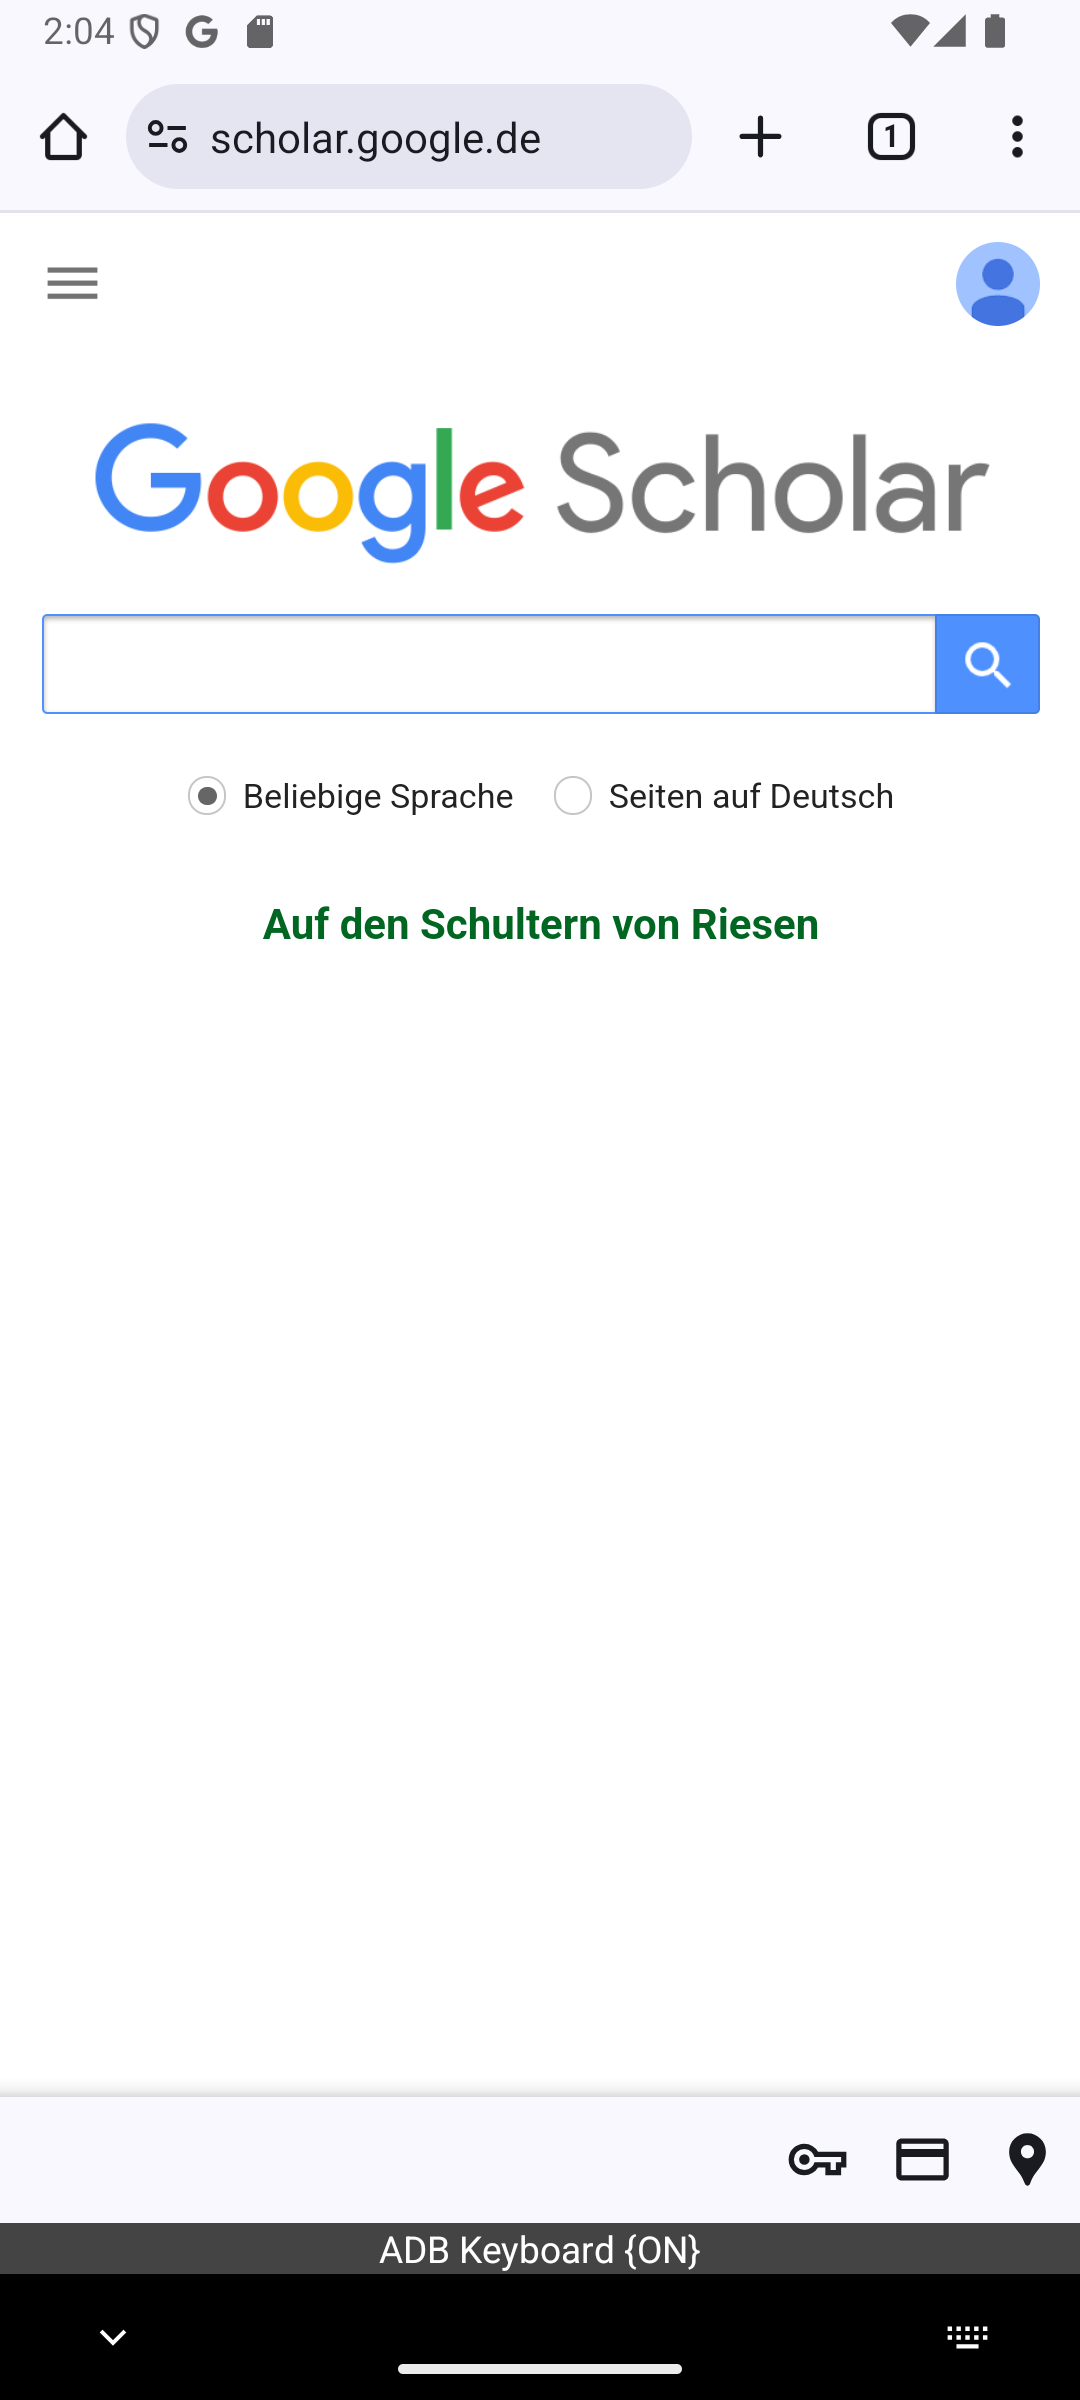 2:04
scholar.google.de
1
Google Scholar
Beliebige Sprache
Seiten auf Deutsch
Auf den Schultern von Riesen
ADB Keyboard {ON}